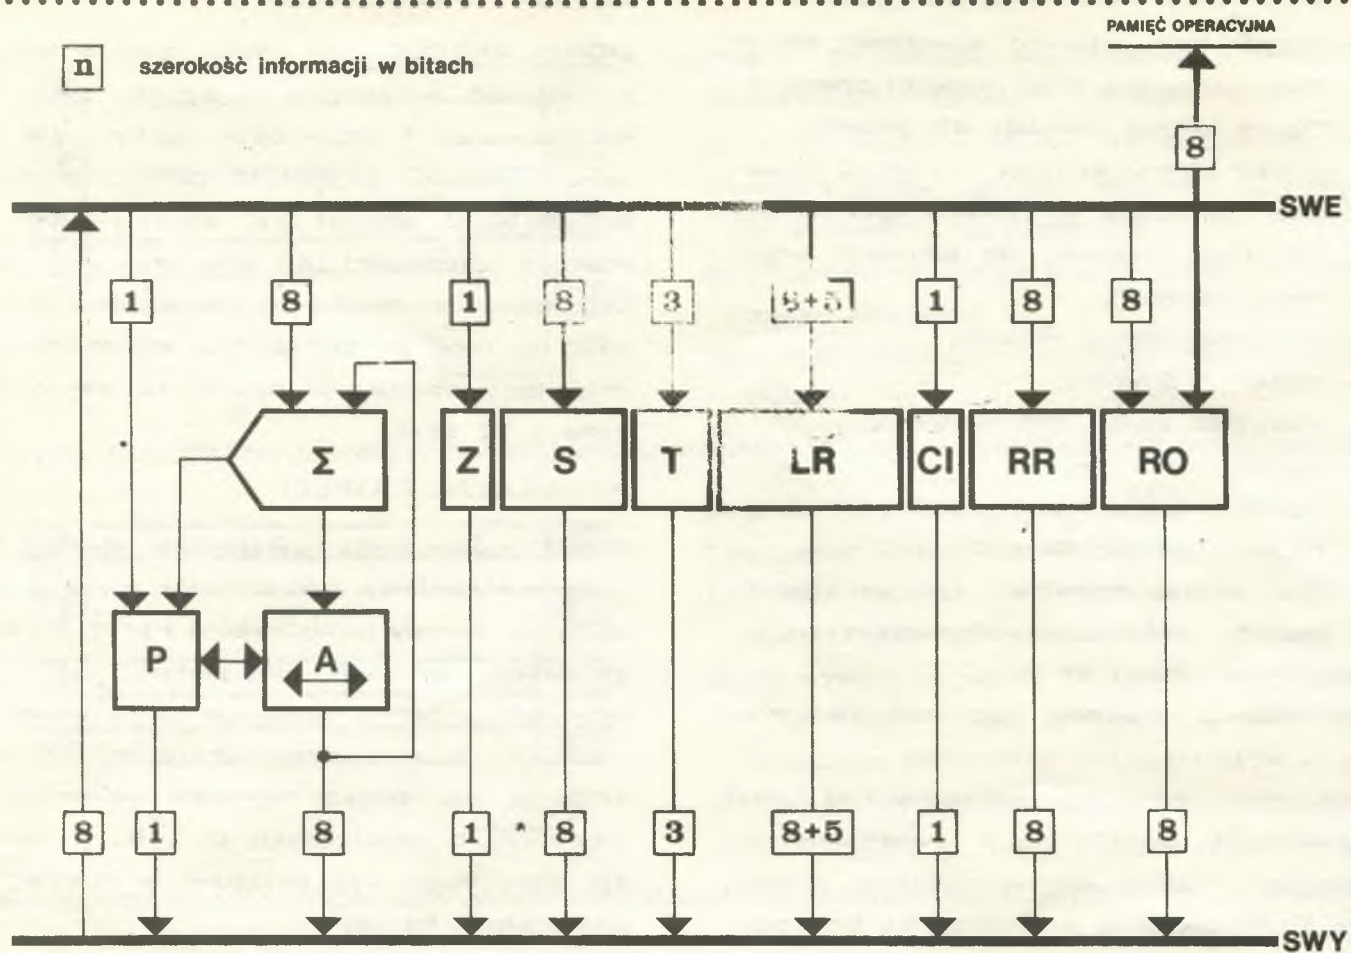 PAMIĘĆ OPERACYJNA
n szerokość informacji w bitach
8
SWE
1 8 1 8 3 8+5 1 8 8
Σ Z S T LR CI RR RO
P A
8 1 8 1 * 8 3 8+5 1 8 8
SWY